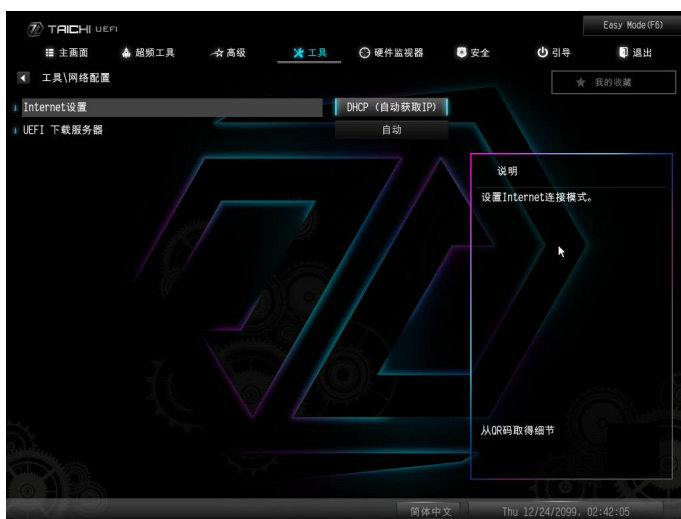 TAICHI UEFI
Easy Mode(F6)
主画面 超频工具 高级 工具 硬件监视器 安全 引导 退出
工具\网络配置
我的收藏
Internet设置 DHCP (自动获取IP)
UEFI 下载服务器 自动
说明
设置Internet连接模式。
从QR码取得细节
简体中文 Thu 12/24/2099, 02:42:05